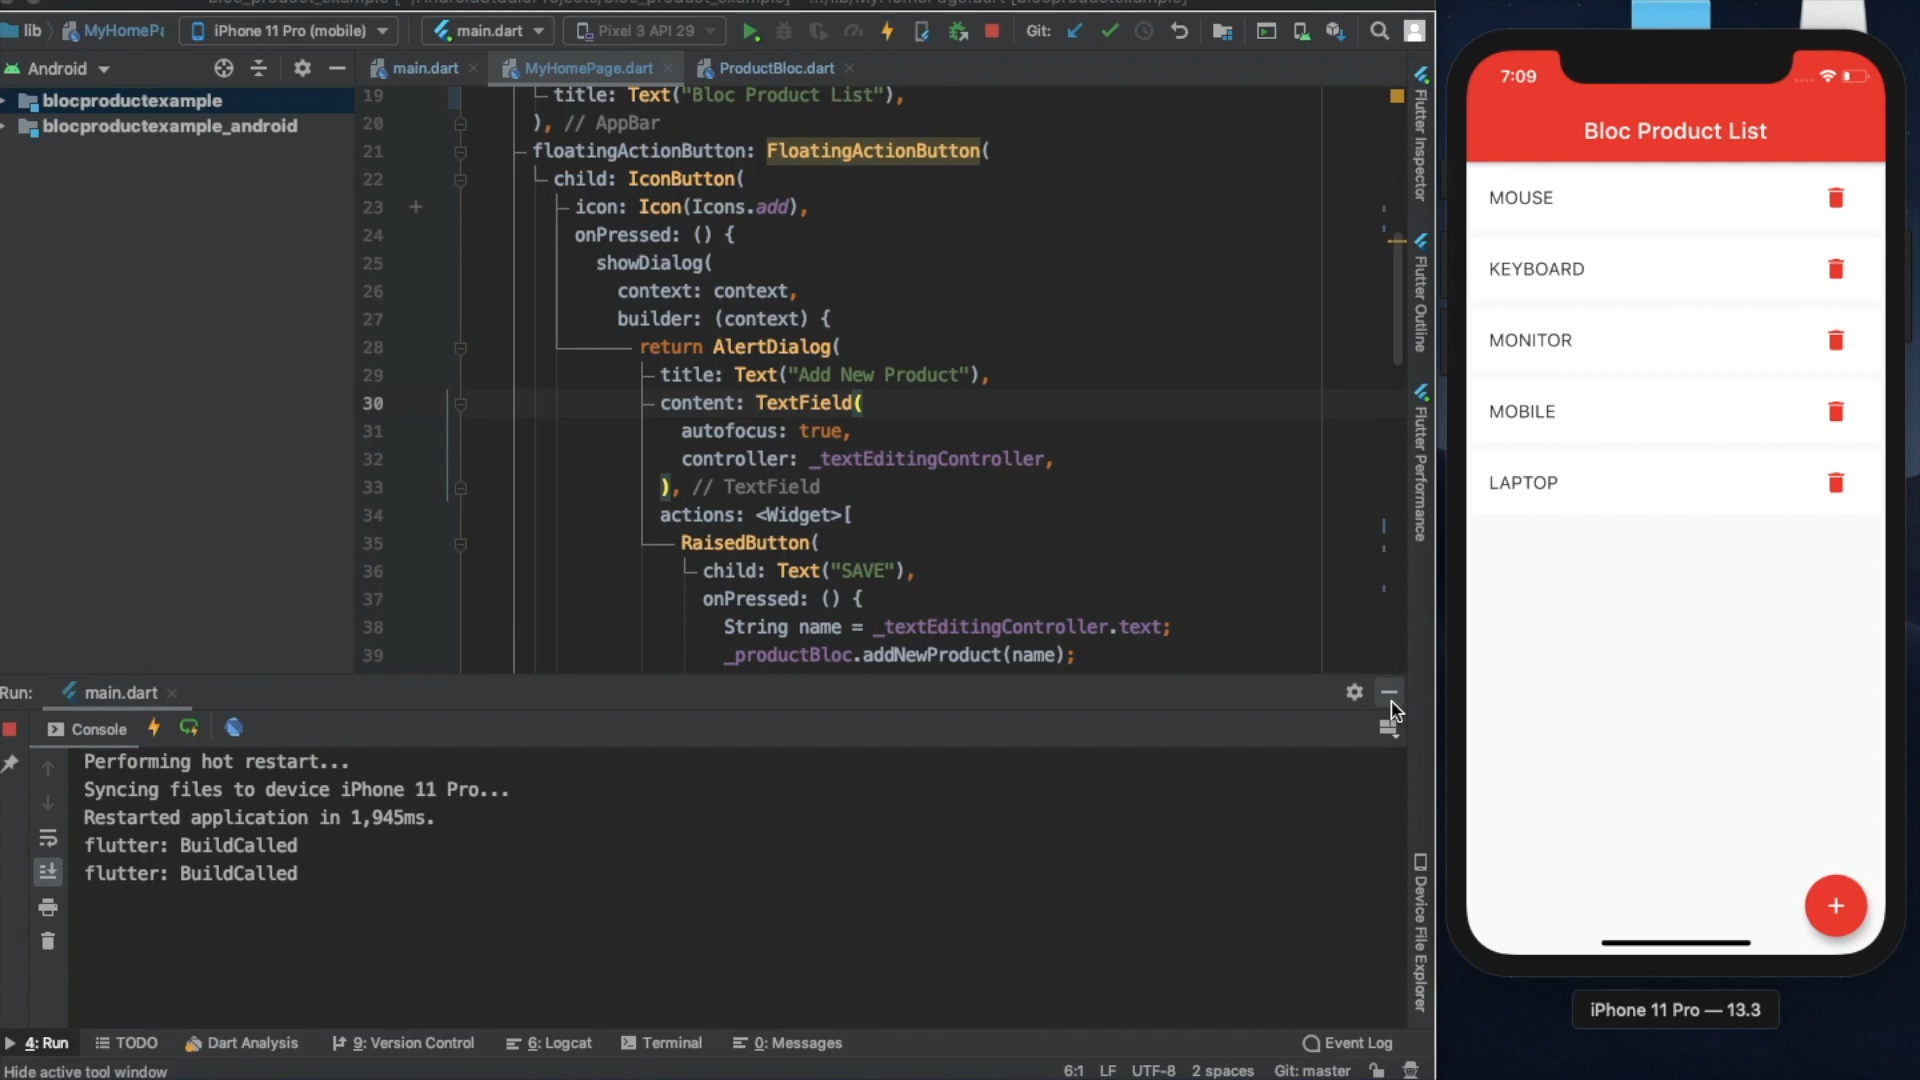 lib MyHomePa iPhone 11 Pro (mobile) main.dart Pixel 3 API 29 Git:
Android main.dart MyHomePage.dart ProductBloc.dart
blocproductexample
blocproductexample_android
19 title: Text("Bloc Product List"),
20 ), // AppBar
21 floatingActionButton: FloatingActionButton(
22 child: IconButton(
23 icon: Icon(Icons.add),
24 onPressed: () {
25 showDialog(
26 context: context,
27 builder: (context) {
28 return AlertDialog(
29 title: Text("Add New Product"),
30 content: TextField(
31 autofocus: true,
32 controller: _textEditingController,
33 ), // TextField
34 actions: <Widget>[
35 RaisedButton(
36 child: Text("SAVE"),
37 onPressed: () {
38 String name = _textEditingController.text;
39 _productBloc.addNewProduct(name);
Run: main.dart
Console
Performing hot restart...
Syncing files to device iPhone 11 Pro...
Restarted application in 1,945ms.
flutter: BuildCalled
flutter: BuildCalled
4: Run TODO Dart Analysis 9: Version Control 6: Logcat Terminal 0: Messages Event Log
Hide active tool window 6:1 LF UTF-8 2 spaces Git: master
Flutter Inspector
Flutter Outline
Flutter Performance
Device File Explorer
7:09
Bloc Product List
MOUSE
KEYBOARD
MONITOR
MOBILE
LAPTOP
+
iPhone 11 Pro — 13.3